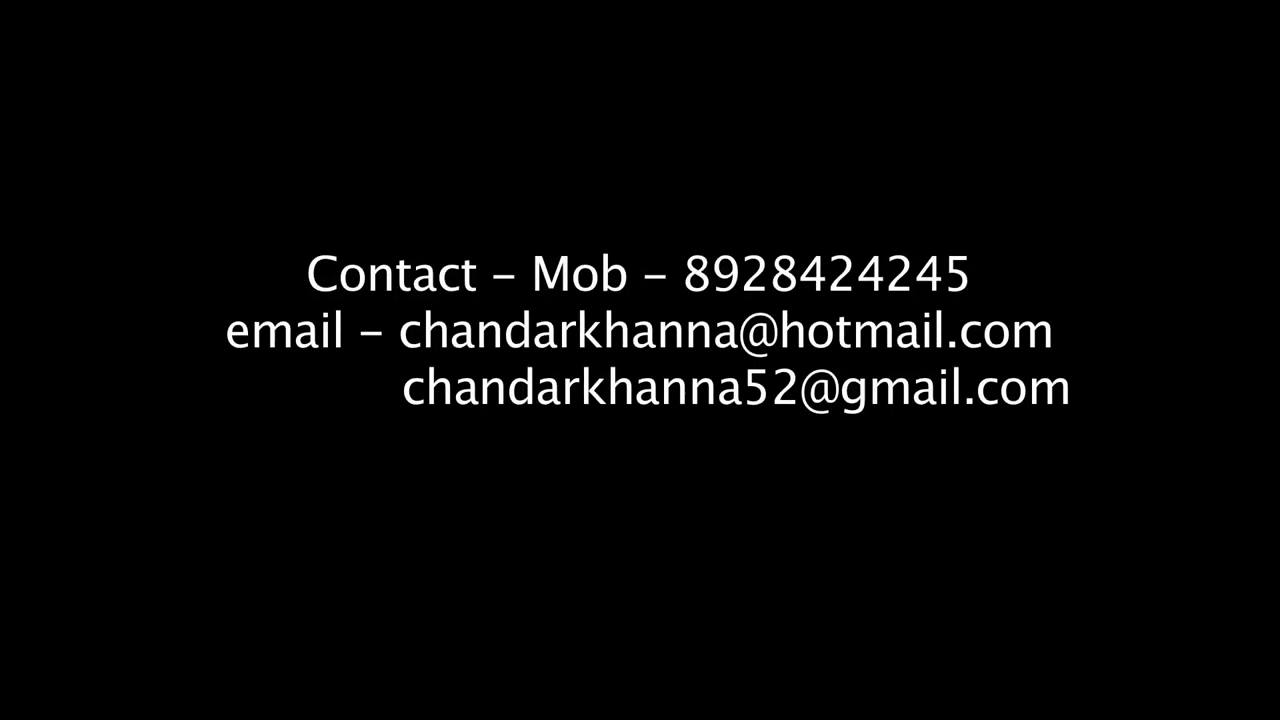 Contact – Mob – 8928424245
email – chandarkhanna@hotmail.com
chandarkhanna52@gmail.com